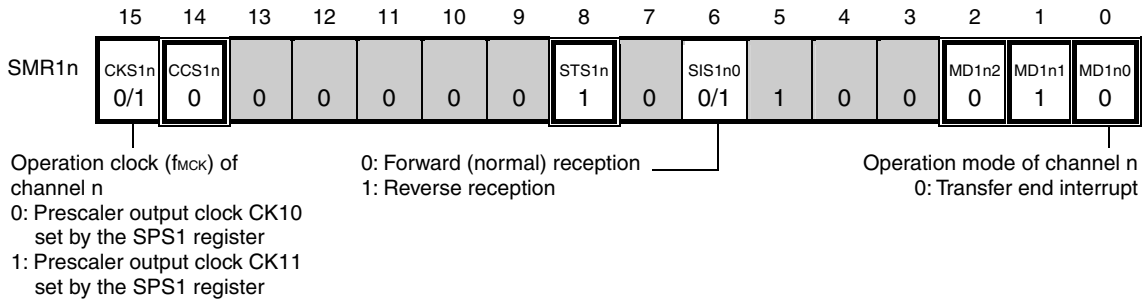 15 14 13 12 11 10 9 8 7 6 5 4 3 2 1 0
SMR1n CKS1n CCS1n STS1n SIS1n0 MD1n2 MD1n1 MD1n0
0/1 0 0 0 0 0 0 1 0 0/1 1 0 0 0 1 0
Operation clock (fMCK) of
channel n
0: Prescaler output clock CK10
set by the SPS1 register
1: Prescaler output clock CK11
set by the SPS1 register
0: Forward (normal) reception
1: Reverse reception
Operation mode of channel n
0: Transfer end interrupt